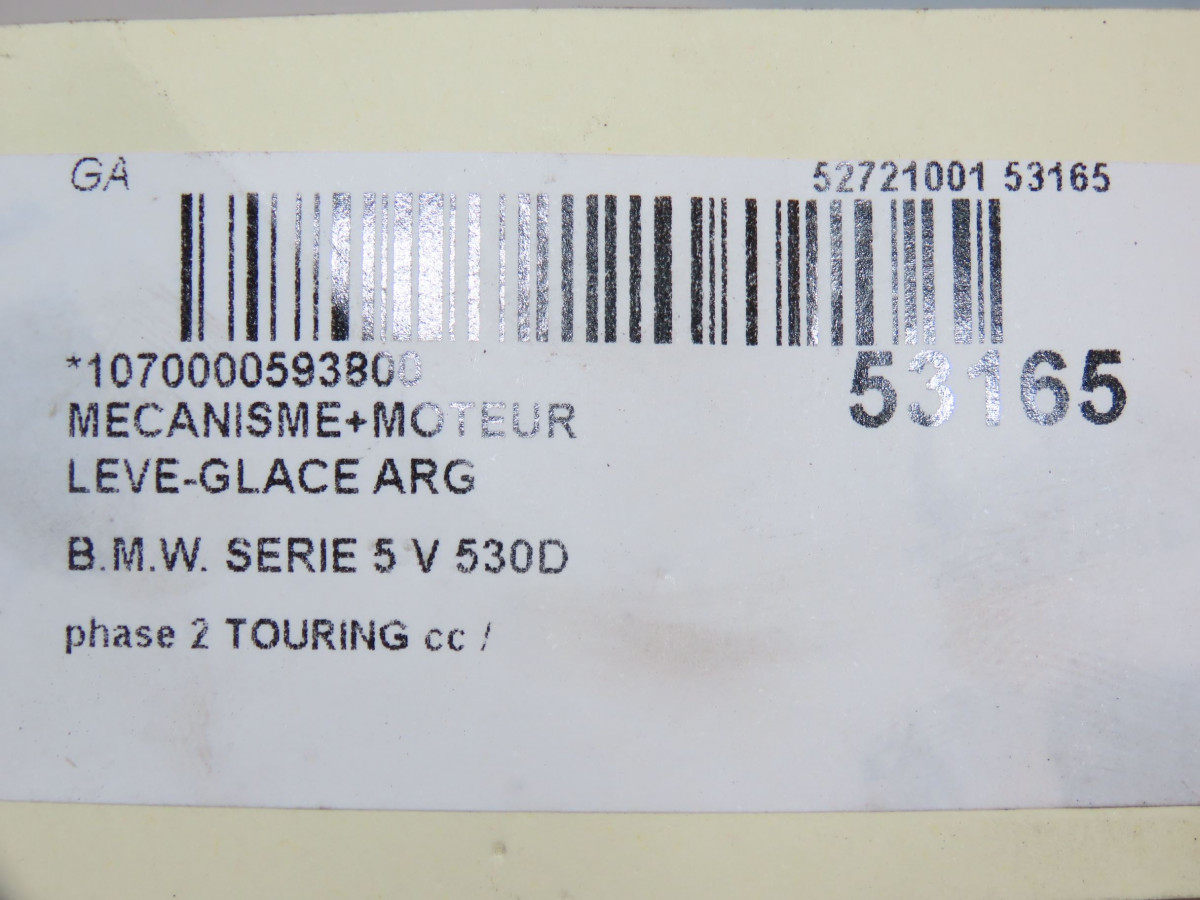 GA
52721001 53165
*1070000593800
53165
MECANISME+MOTEUR
LEVE-GLACE ARG
B.M.W. SERIE 5 V 530D
phase 2 TOURING cc /